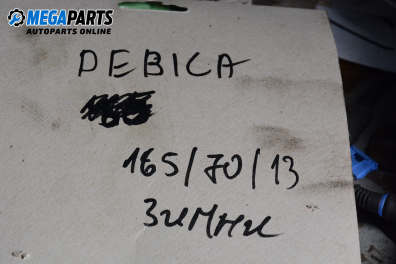 MEGAPARTS
AUTOPARTS ONLINE
DEBICA
165/70/13
ЗИМНИ